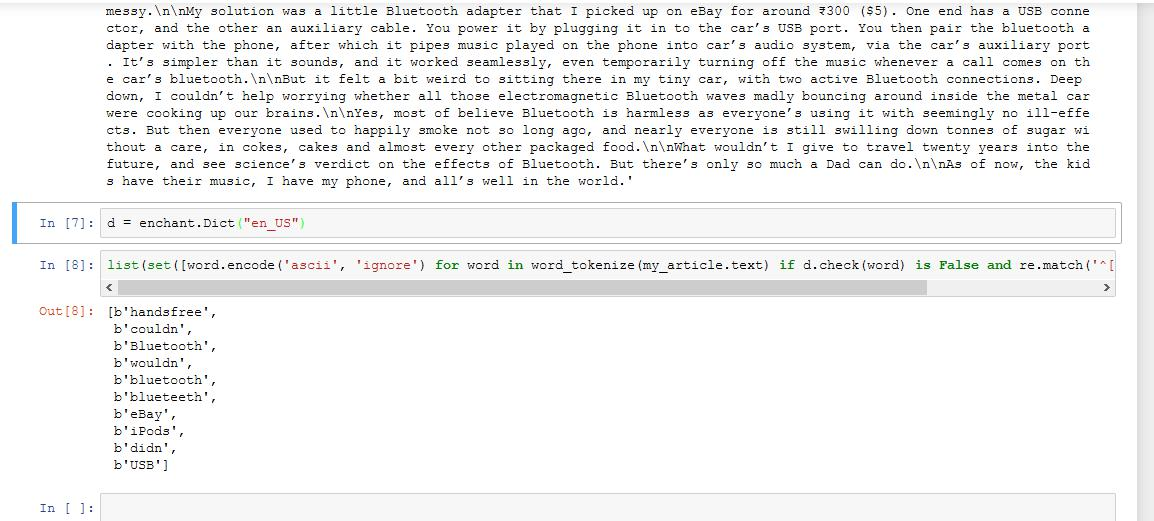 messy.\n\nMy solution was a little Bluetooth adapter that I picked up on eBay for around ₹300 ($5). One end has a USB conne
ctor, and the other an auxiliary cable. You power it by plugging it in to the car’s USB port. You then pair the bluetooth a
dapter with the phone, after which it pipes music played on the phone into car’s audio system, via the car’s auxiliary port
. It’s simpler than it sounds, and it worked seamlessly, even temporarily turning off the music whenever a call comes on th
e car’s bluetooth.\n\nBut it felt a bit weird to sitting there in my tiny car, with two active Bluetooth connections. Deep
down, I couldn’t help worrying whether all those electromagnetic Bluetooth waves madly bouncing around inside the metal car
were cooking up our brains.\n\nYes, most of believe Bluetooth is harmless as everyone’s using it with seemingly no ill-effe
cts. But then everyone used to happily smoke not so long ago, and nearly everyone is still swilling down tonnes of sugar wi
thout a care, in cokes, cakes and almost every other packaged food.\n\nWhat wouldn’t I give to travel twenty years into the
future, and see science’s verdict on the effects of Bluetooth. But there’s only so much a Dad can do.\n\nAs of now, the kid
s have their music, I have my phone, and all’s well in the world.'
In [7]: d = enchant.Dict("en_US")
In [8]: list(set([word.encode('ascii', 'ignore') for word in word_tokenize(my_article.text) if d.check(word) is False and re.match('^[
Out[8]: [b'handsfree',
b'couldn',
b'Bluetooth',
b'wouldn',
b'bluetooth',
b'blueteeth',
b'eBay',
b'iPods',
b'didn',
b'USB']
In [ ]: